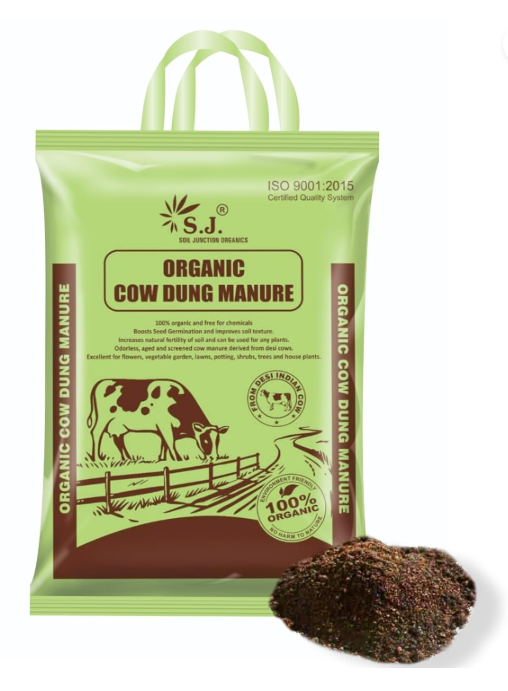 ISO 9001:2015
Certified Quality System
S.J.®
SOIL JUNCTION ORGANICS
ORGANIC
COW DUNG MANURE
100% organic and free for chemicals
Boosts Seed Germination and improves soil texture.
Increases natural fertility of soil and can be used for any plants.
Odorless, aged and screened cow manure derived from desi cows.
Excellent for flowers, vegetable garden, lawns, potting, shrubs, trees and house plants.
ORGANIC COW DUNG MANURE
ORGANIC COW DUNG MANURE
FROM DESI INDIAN COW
ENVIRONMENT FRIENDLY
100%
ORGANIC
NO HARM TO NATURE